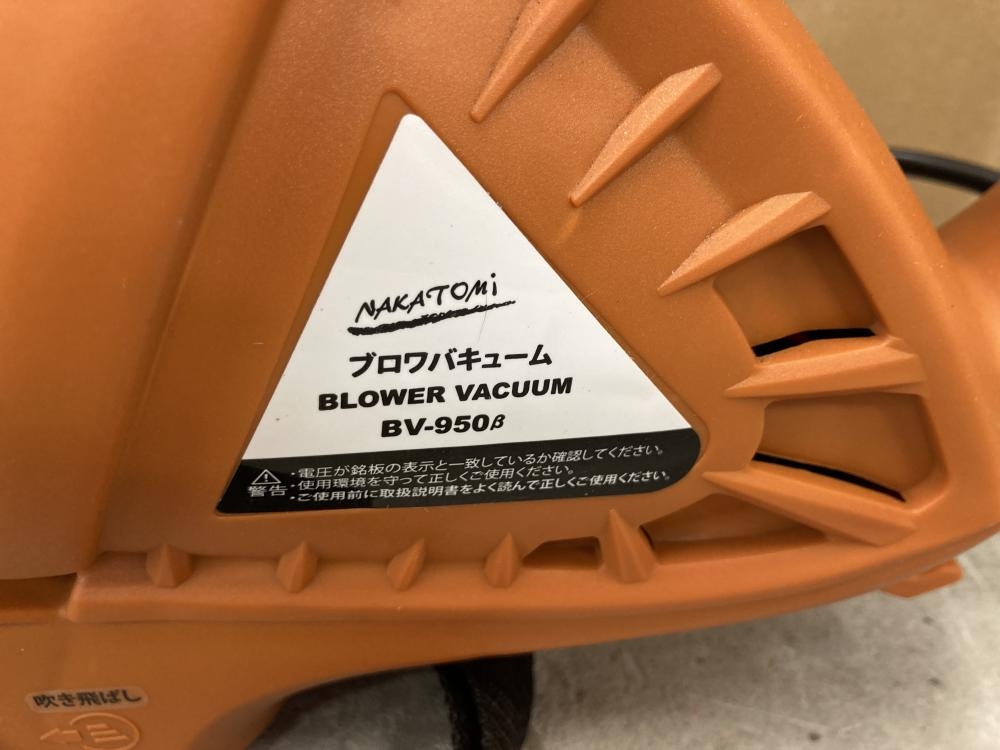 NAKATOMi
ブロワバキューム
BLOWER VACUUM
BV-950β
警告
・電圧が銘板の表示と一致しているか確認してください。
・使用環境を守って正しくご使用ください。
・ご使用前に取扱説明書をよく読んで正しくご使用ください。
吹き飛ばし